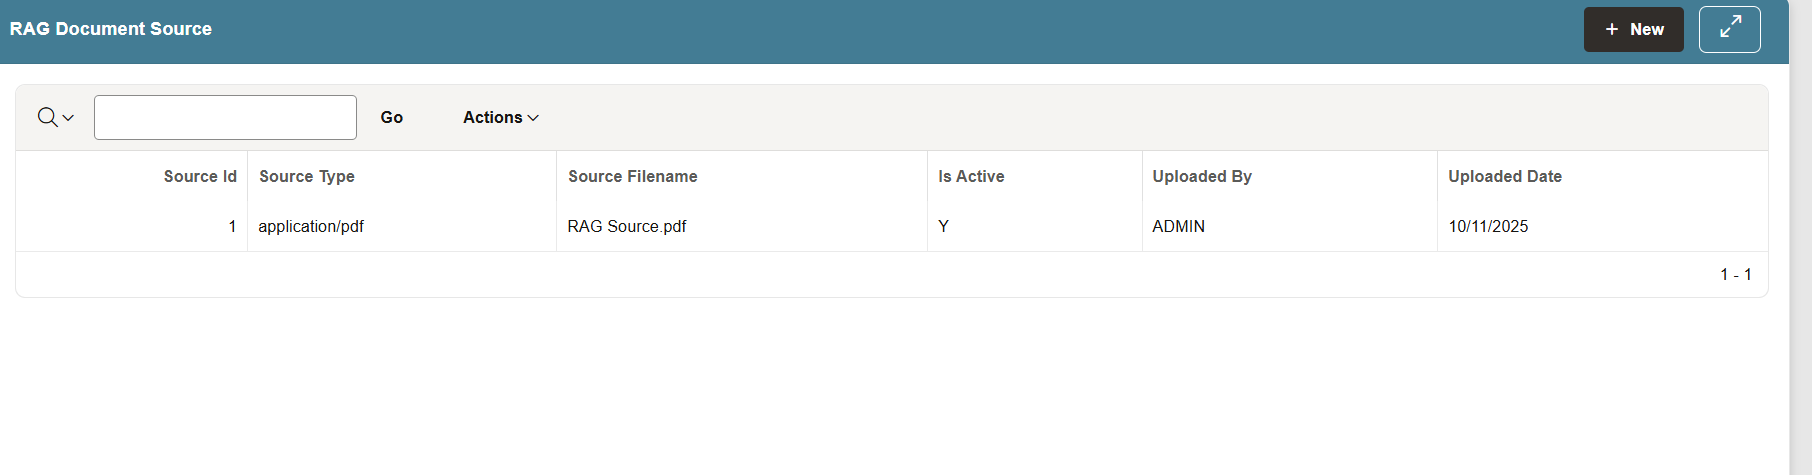 RAG Document Source
+ New
Go Actions
Source Id Source Type Source Filename Is Active Uploaded By Uploaded Date
1 application/pdf RAG Source.pdf Y ADMIN 10/11/2025
1 - 1